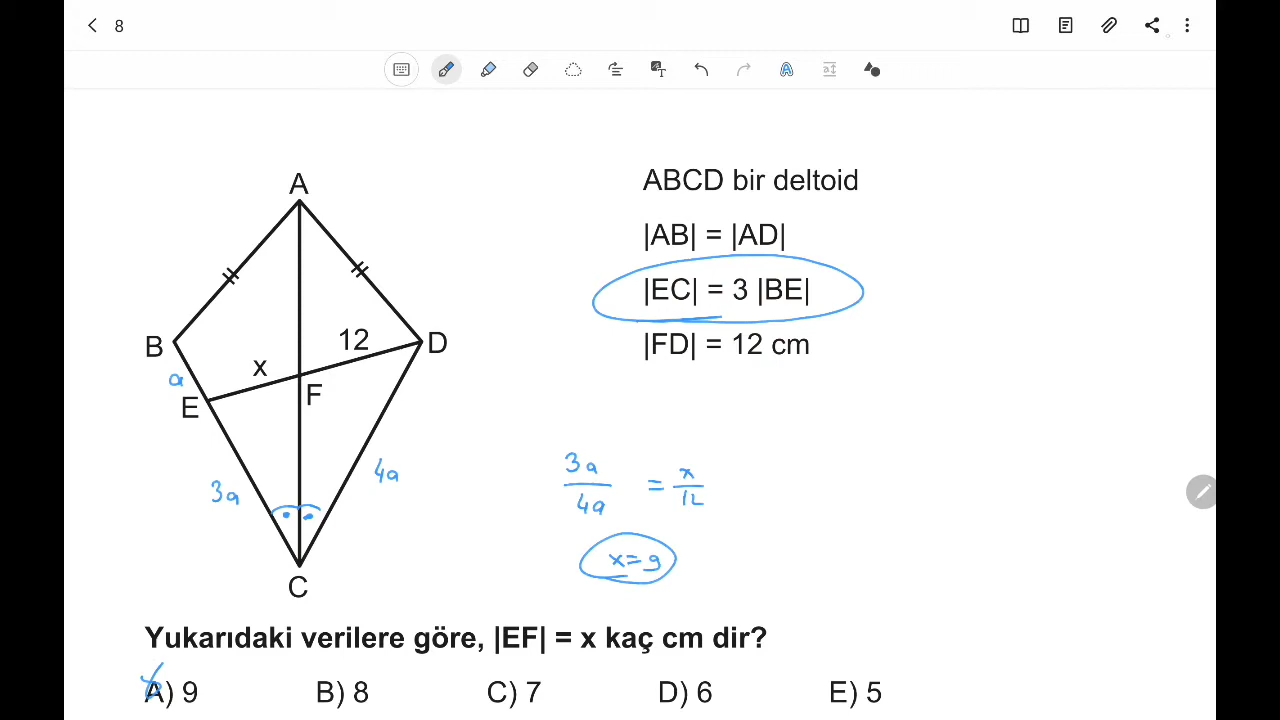 8
A
B
x
12
D
a
E
F
3a
4a
C
ABCD bir deltoid
|AB| = |AD|
|EC| = 3 |BE|
|FD| = 12 cm
3a
4a
= x
12
x=9
Yukarıdaki verilere göre, |EF| = x kaç cm dir?
A) 9 B) 8 C) 7 D) 6 E) 5